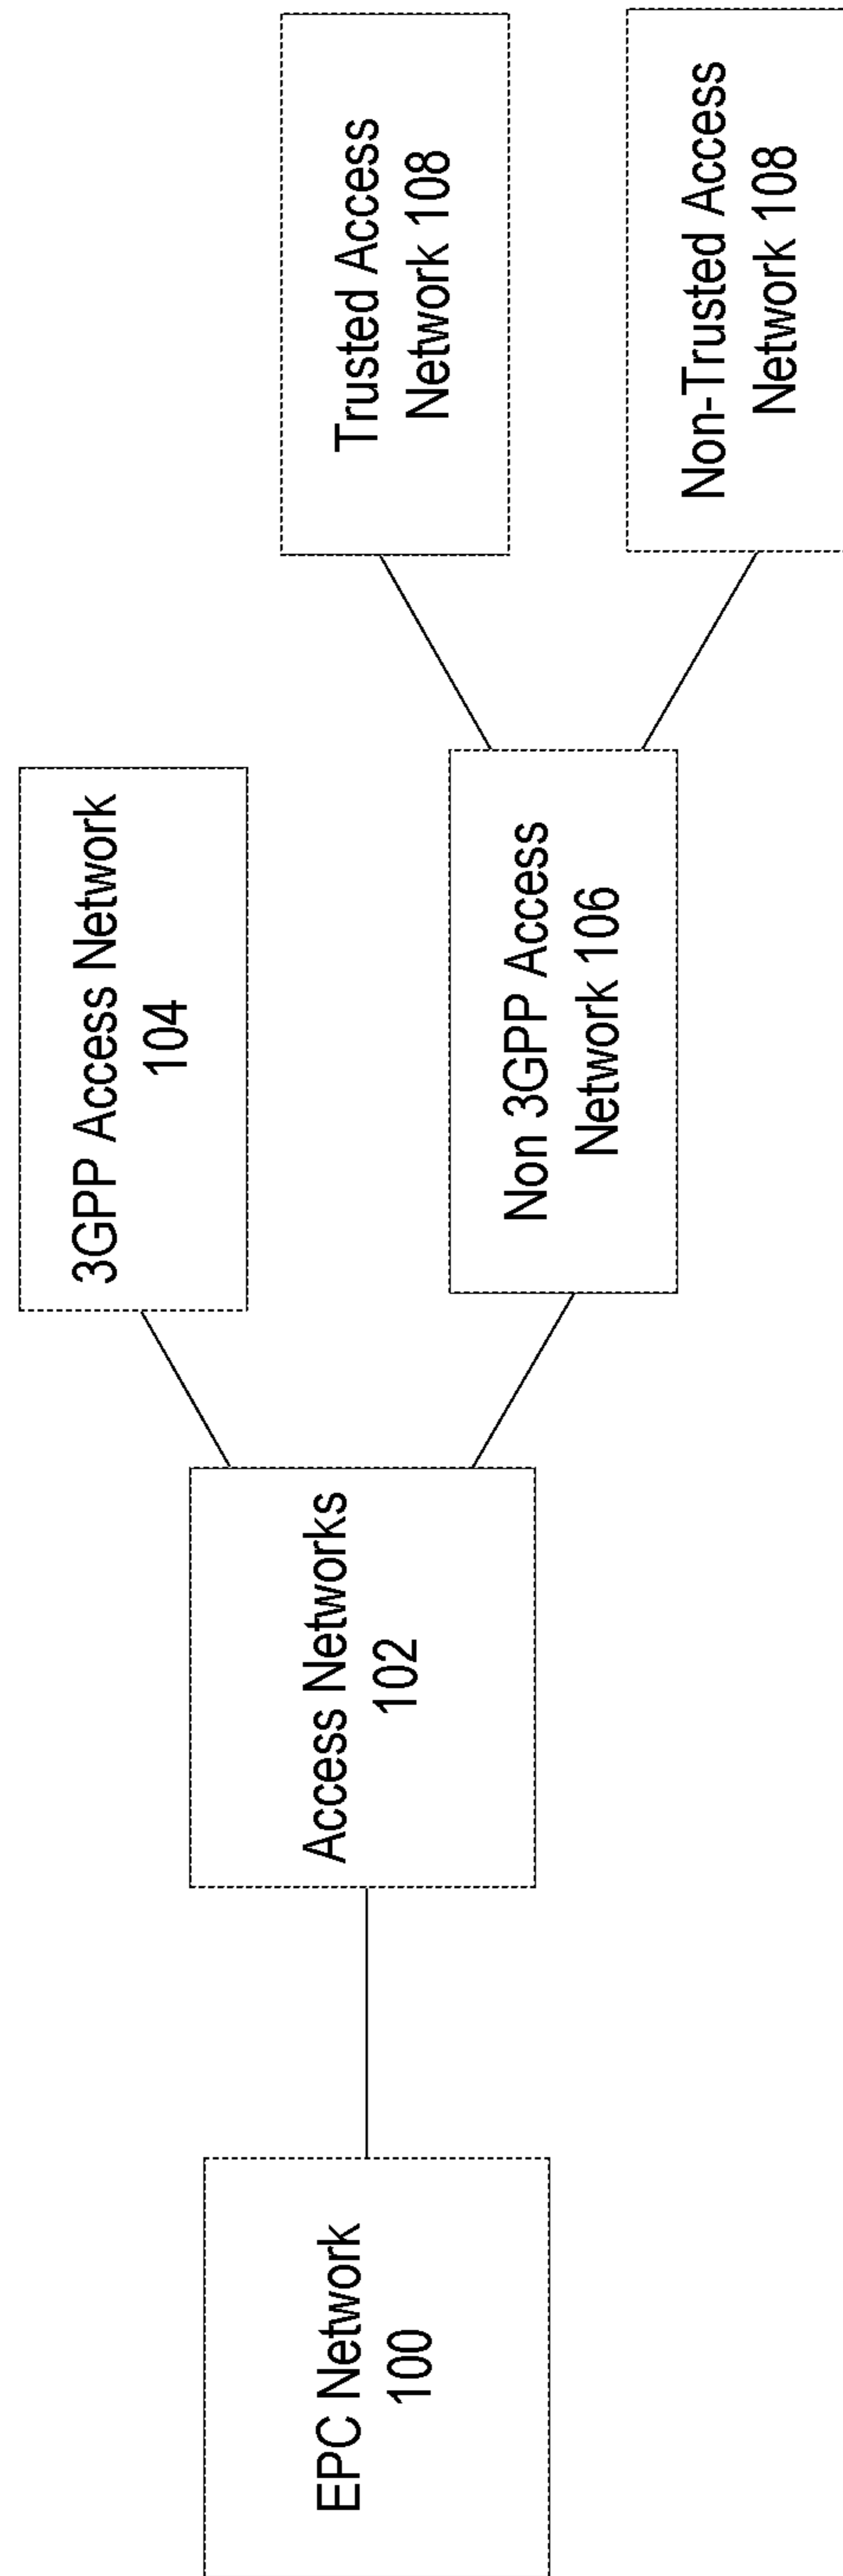 EPC Network
100
Access Networks
102
3GPP Access Network
104
Non 3GPP Access
Network 106
Trusted Access
Network 108
Non-Trusted Access
Network 108